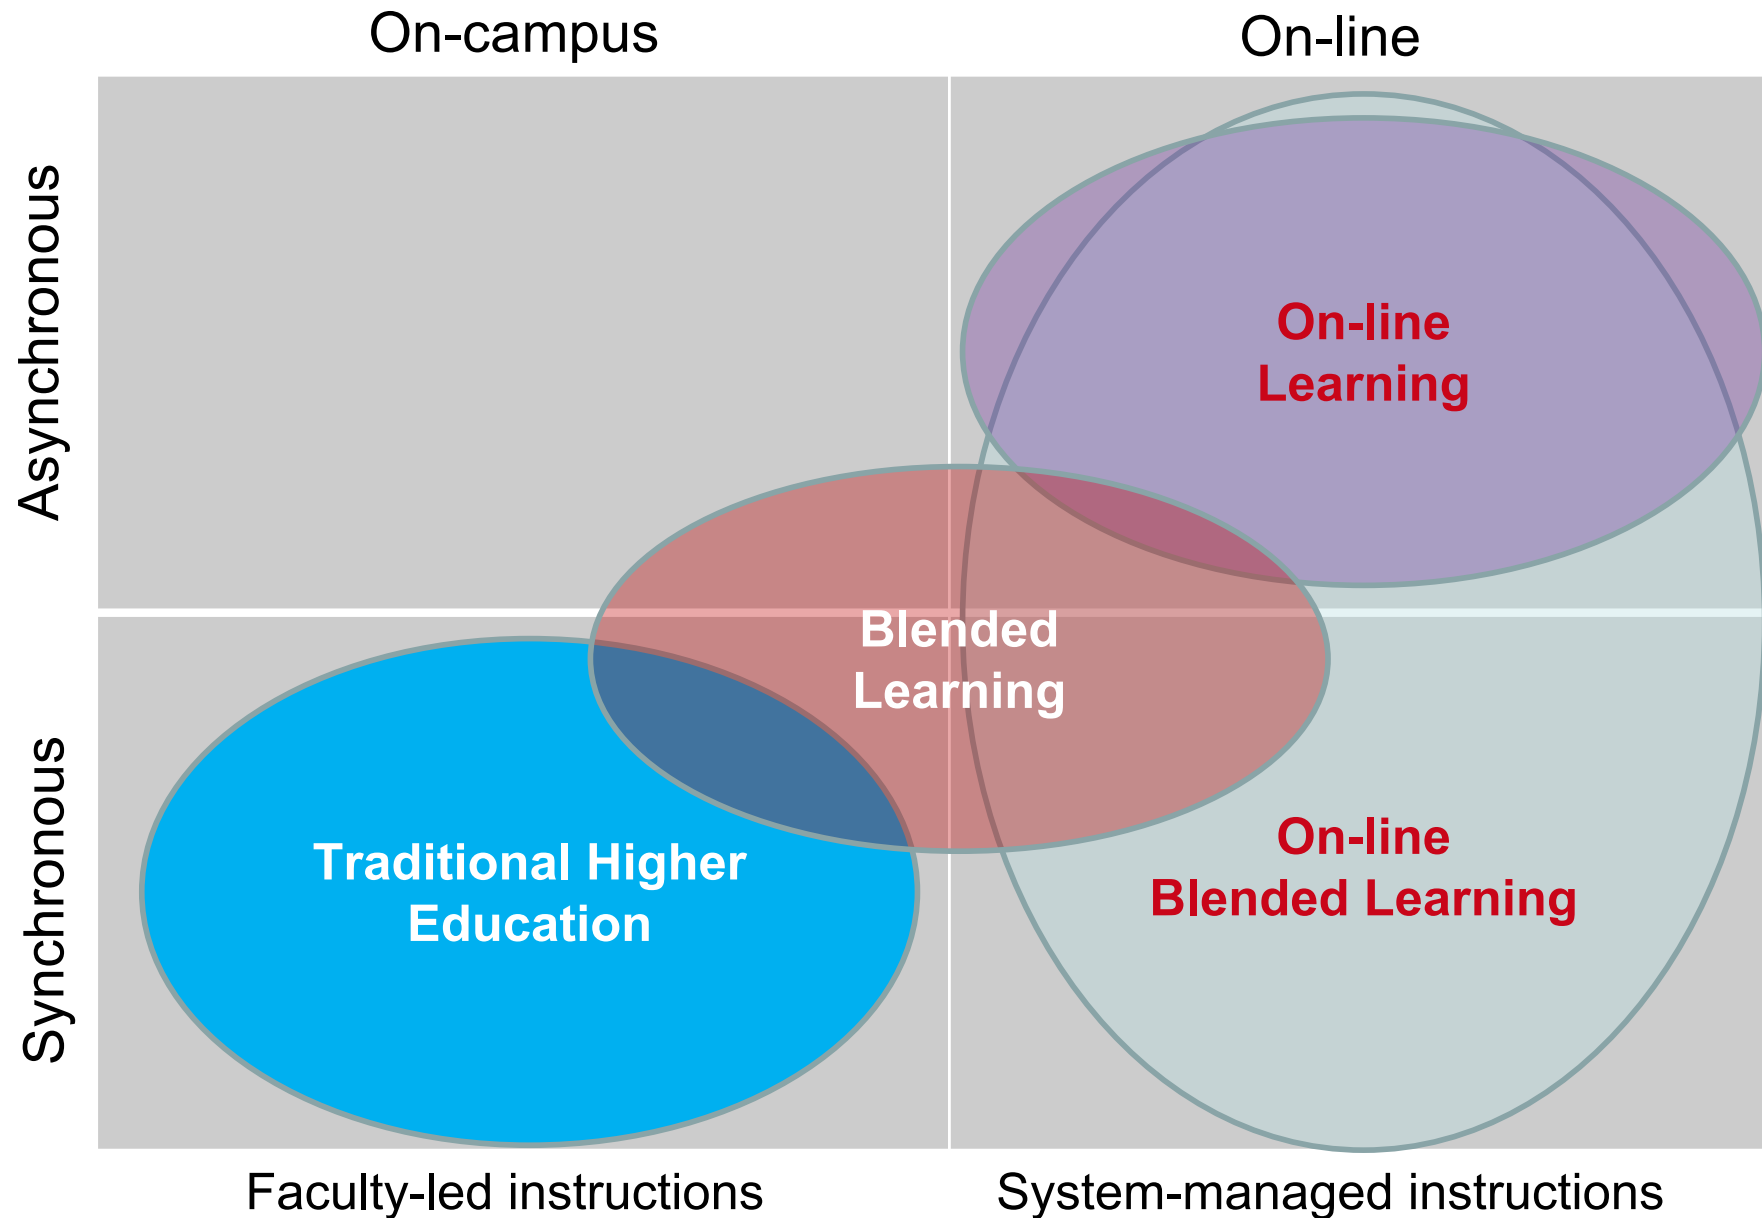 On-campus
On-line
Asynchronous
On-line
Learning
Blended
Learning
Synchronous
Traditional Higher
Education
On-line
Blended Learning
Faculty-led instructions
System-managed instructions